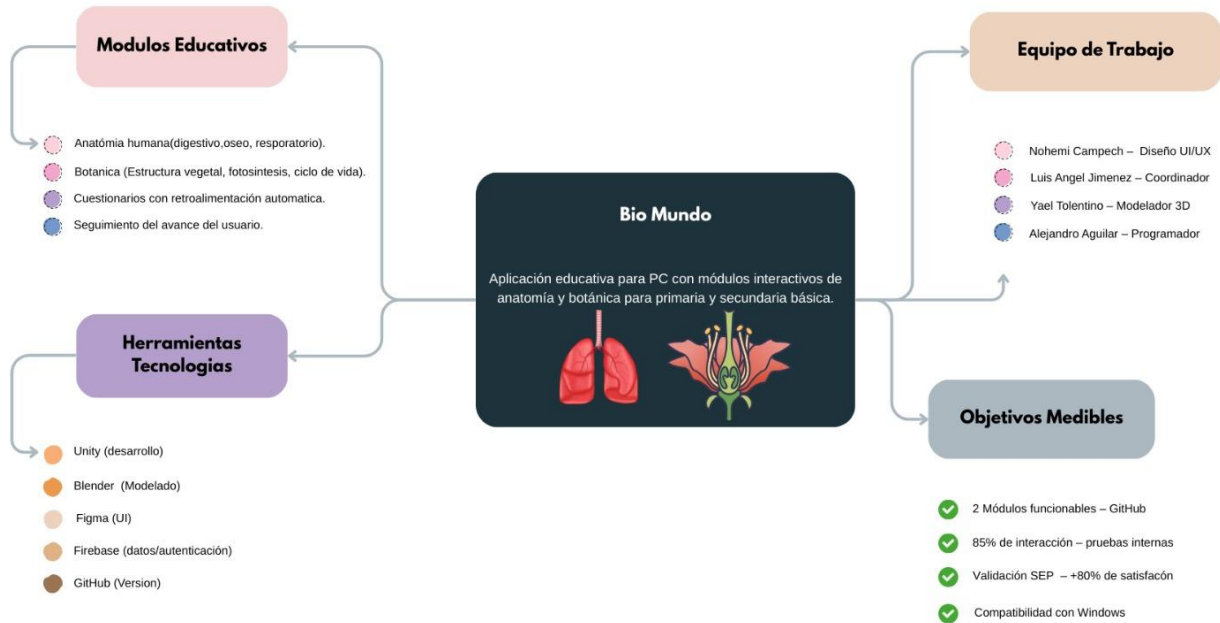 Modulos Educativos
Anatómia humana(digestivo,oseo, resporatorio).
Botanica (Estructura vegetal, fotosintesis, ciclo de vida).
Cuestionarios con retroalimentación automatica.
Seguimiento del avance del usuario.
Herramientas
Tecnologias
Unity (desarrollo)
Blender (Modelado)
Figma (UI)
Firebase (datos/autenticación)
GitHub (Version)
Bio Mundo
Aplicación educativa para PC con módulos interactivos de
anatomía y botánica para primaria y secundaria básica.
Equipo de Trabajo
Nohemi Campech – Diseño UI/UX
Luis Angel Jimenez – Coordinador
Yael Tolentino – Modelador 3D
Alejandro Aguilar – Programador
Objetivos Medibles
2 Módulos funcionables – GitHub
85% de interacción – pruebas internas
Validación SEP – +80% de satisfacón
Compatibilidad con Windows